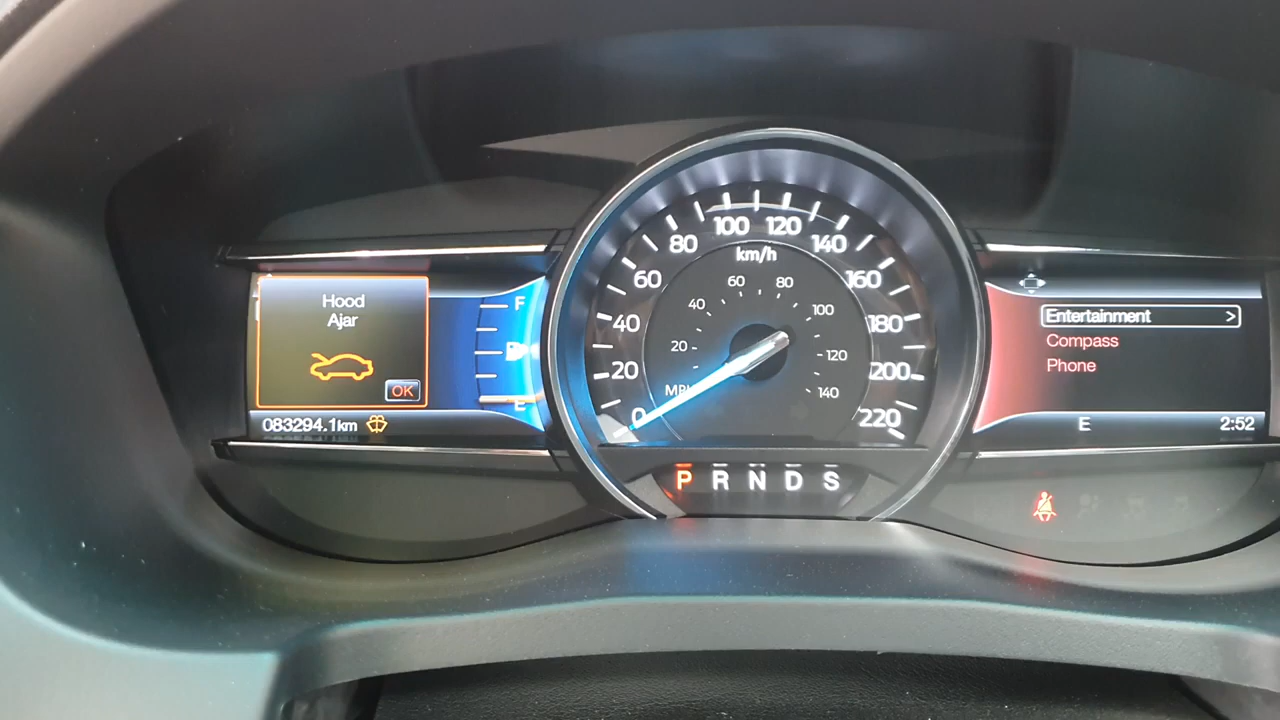 Hood
Ajar
OK
083294.1km
F
E
0 20 40 60 80 100 120 140 160 180 200 220
km/h
20 40 60 80 100 120 140
MPH
P R N D S
Entertainment >
Compass
Phone
E 2:52